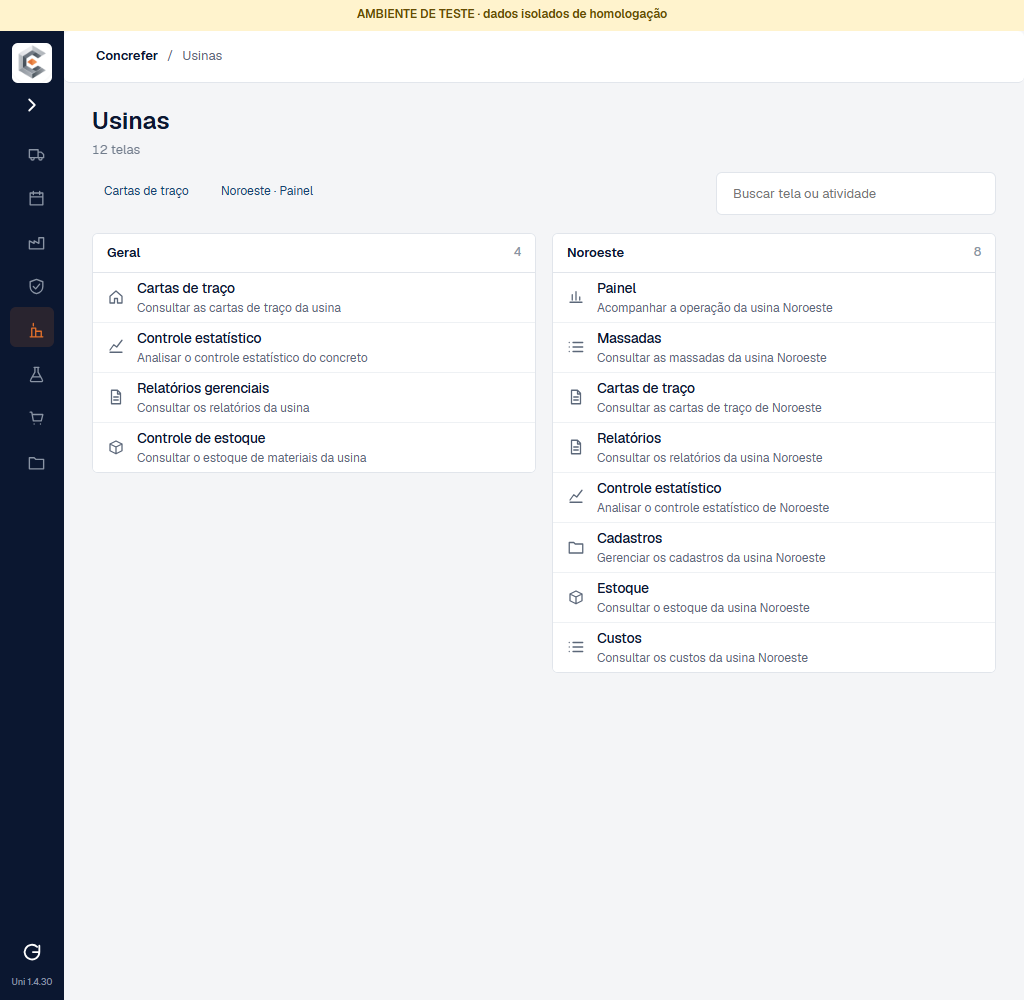 AMBIENTE DE TESTE · dados isolados de homologação
Concrefer / Usinas
Usinas
12 telas
Cartas de traço
Noroeste · Painel
Buscar tela ou atividade
Geral 4
Cartas de traço
Consultar as cartas de traço da usina
Controle estatístico
Analisar o controle estatístico do concreto
Relatórios gerenciais
Consultar os relatórios da usina
Controle de estoque
Consultar o estoque de materiais da usina
Noroeste 8
Painel
Acompanhar a operação da usina Noroeste
Massadas
Consultar as massadas da usina Noroeste
Cartas de traço
Consultar as cartas de traço de Noroeste
Relatórios
Consultar os relatórios da usina Noroeste
Controle estatístico
Analisar o controle estatístico de Noroeste
Cadastros
Gerenciar os cadastros da usina Noroeste
Estoque
Consultar o estoque da usina Noroeste
Custos
Consultar os custos da usina Noroeste
Uni 1.4.30